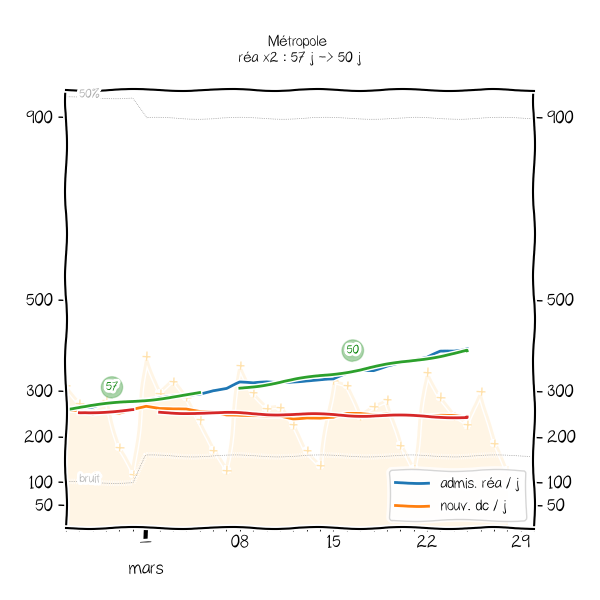 Métropole
réa x2 : 57 j -> 50 j
50%
900 900
500 500
57 50
300 300
200 200
bruit
100 100
50 50
admis. réa / j
nouv. dc / j
1 08 15 22 29
mars